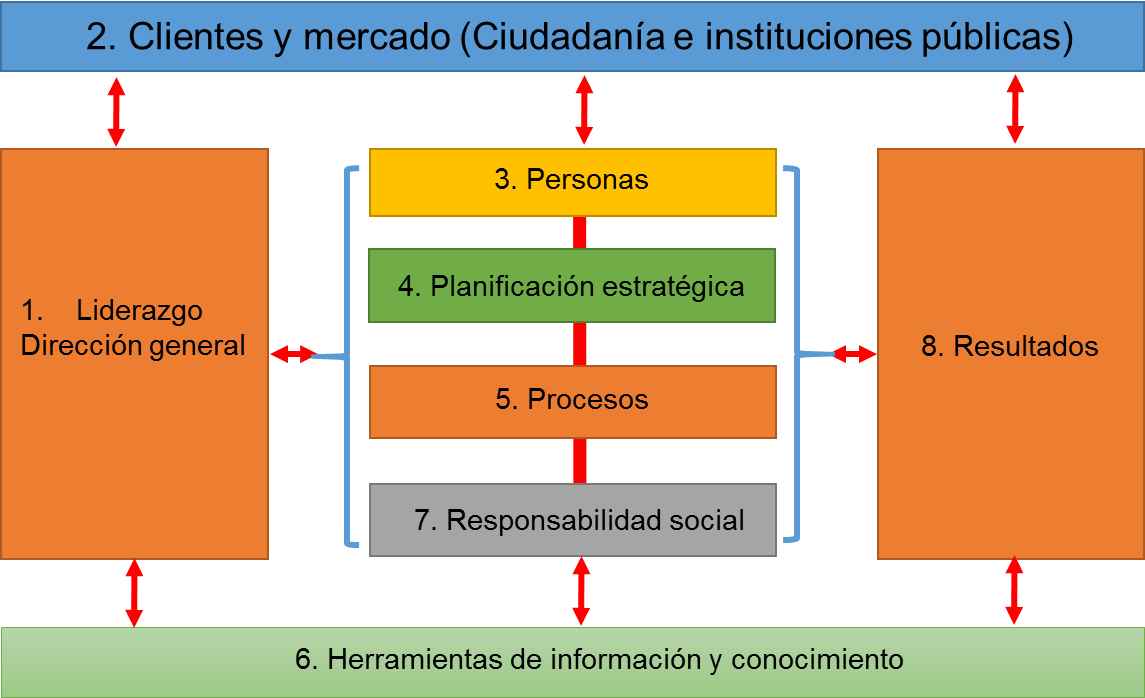 2. Clientes y mercado (Ciudadanía e instituciones públicas)
3. Personas
4. Planificación estratégica
1. Liderazgo
Dirección general
8. Resultados
5. Procesos
7. Responsabilidad social
6. Herramientas de información y conocimiento